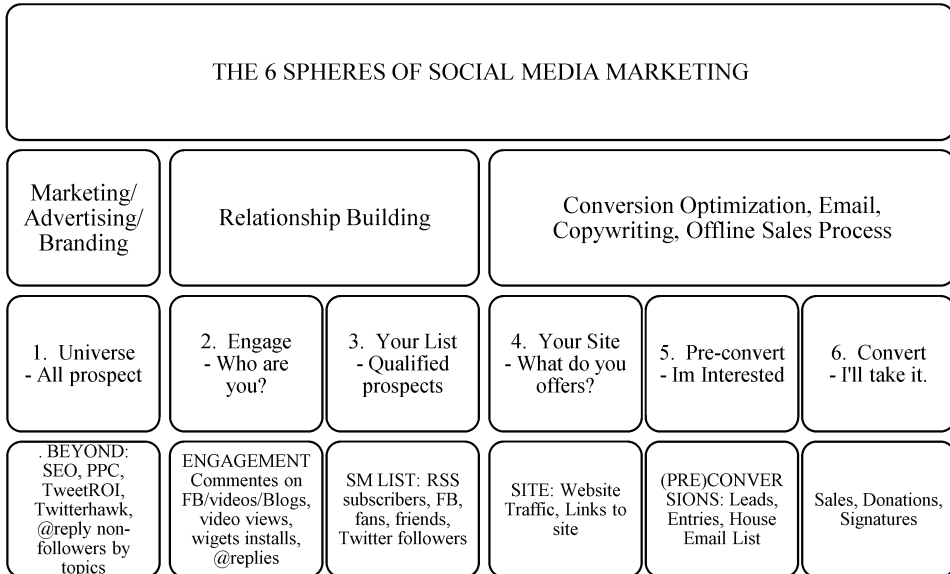 THE 6 SPHERES OF SOCIAL MEDIA MARKETING
Marketing/
Advertising/
Branding
Relationship Building
Conversion Optimization, Email,
Copywriting, Offline Sales Process
1. Universe
- All prospect
2. Engage
- Who are
you?
3. Your List
- Qualified
prospects
4. Your Site
- What do you
offers?
5. Pre-convert
- Im Interested
6. Convert
- I'll take it.
. BEYOND:
SEO, PPC,
TweetROI,
Twitterhawk,
@reply non-
followers by
topics
ENGAGEMENT
Commentes on
FB/videos/Blogs,
video views,
wigets installs,
@replies
SM LIST: RSS
subscribers, FB,
fans, friends,
Twitter followers
SITE: Website
Traffic, Links to
site
(PRE)CONVER
SIONS: Leads,
Entries, House
Email List
Sales, Donations,
Signatures